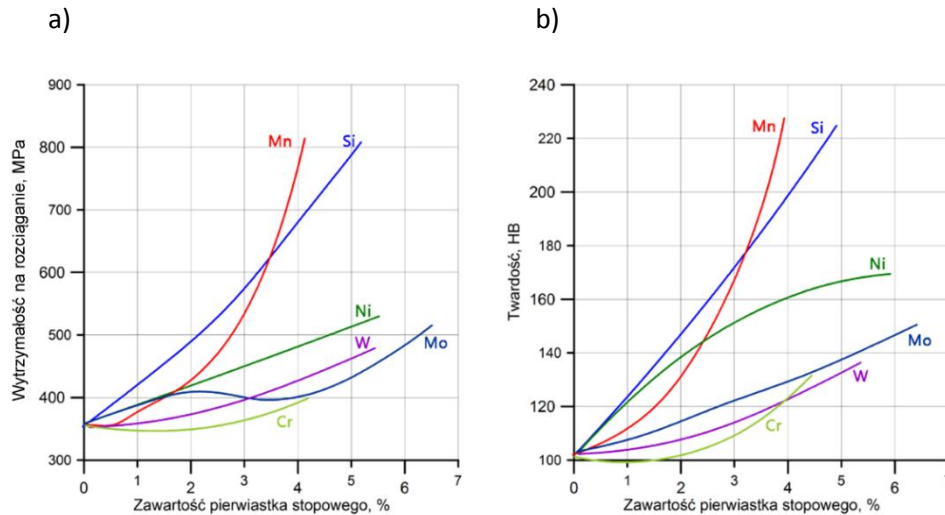 a)
b)
900
800
700
600
500
400
300
Wytrzymałość na rozciąganie, MPa
Mn
Si
Ni
W
Mo
Cr
0 1 2 3 4 5 6 7
Zawartość pierwiastka stopowego, %
240
220
200
180
160
140
120
100
Twardość, HB
Mn
Si
Ni
Mo
W
Cr
0 1 2 3 4 5 6
Zawartość pierwiastka stopowego, %